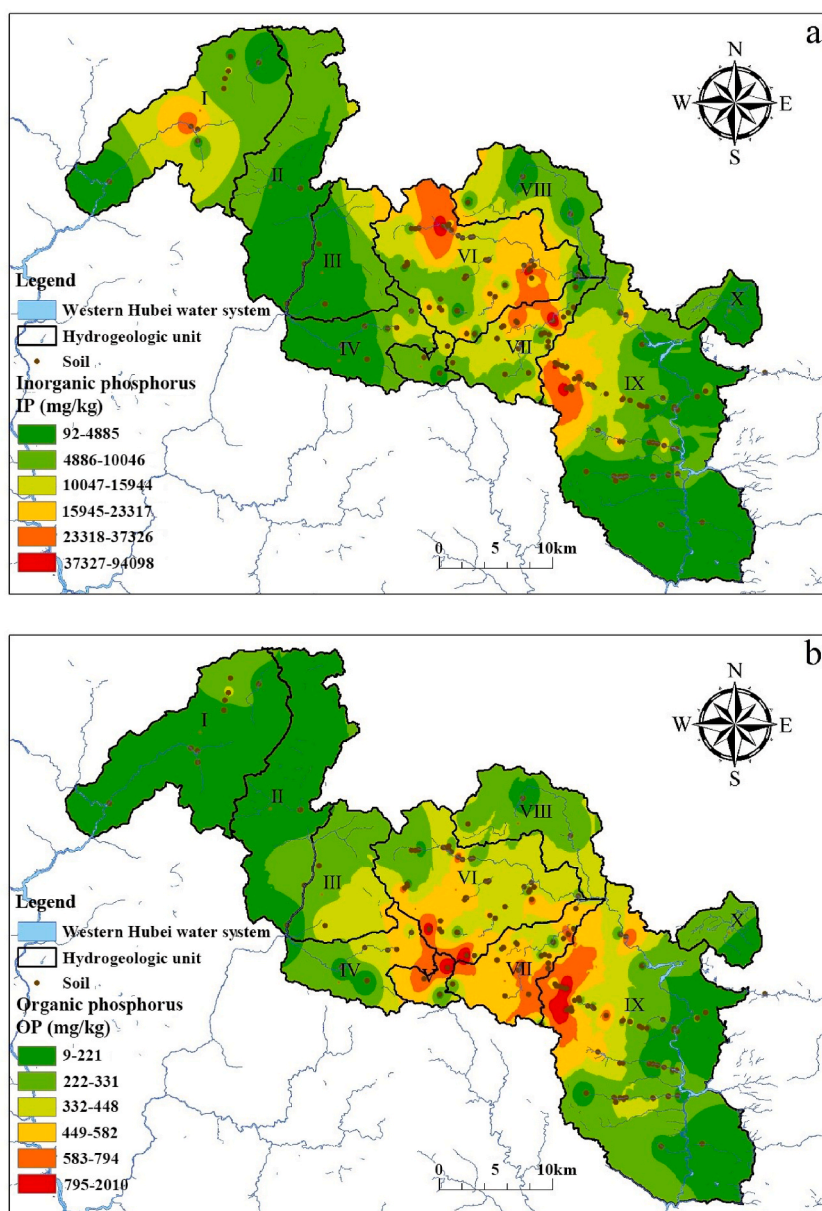 a
N
W E
S
I
II
VIII
VI
III
X
IV
V
VII
IX
Legend
Western Hubei water system
Hydrogeologic unit
Soil
Inorganic phosphorus
IP (mg/kg)
92-4885
4886-10046
10047-15944
15945-23317
23318-37326
37327-94098
0 5 10km
b
N
W E
S
I
II
VIII
VI
III
X
IV
V
VII
IX
Legend
Western Hubei water system
Hydrogeologic unit
Soil
Organic phosphorus
OP (mg/kg)
9-221
222-331
332-448
449-582
583-794
795-2010
0 5 10km